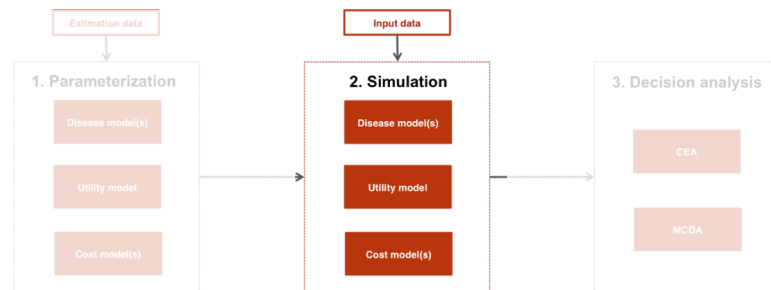 Estimation data
Input data
1. Parameterization
2. Simulation
3. Decision analysis
Disease model(s)
Disease model(s)
CEA
Utility model
Utility model
MCDA
Cost model(s)
Cost model(s)